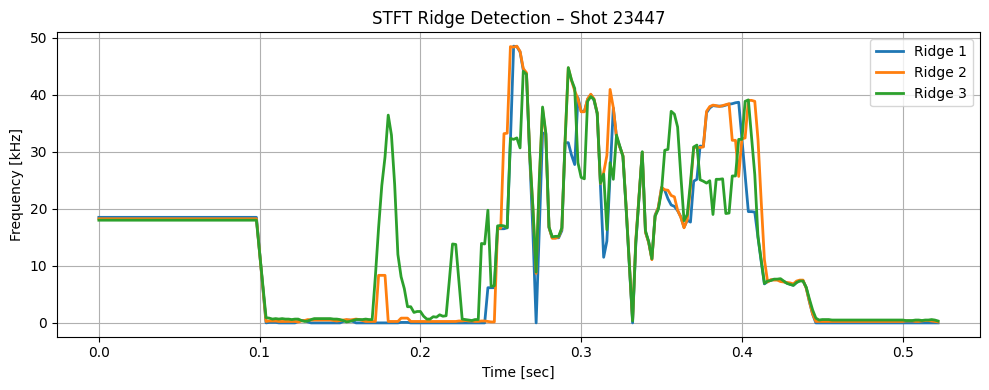 STFT Ridge Detection – Shot 23447
Frequency [kHz]
50
40
30
20
10
0
Ridge 1
Ridge 2
Ridge 3
0.0 0.1 0.2 0.3 0.4 0.5
Time [sec]